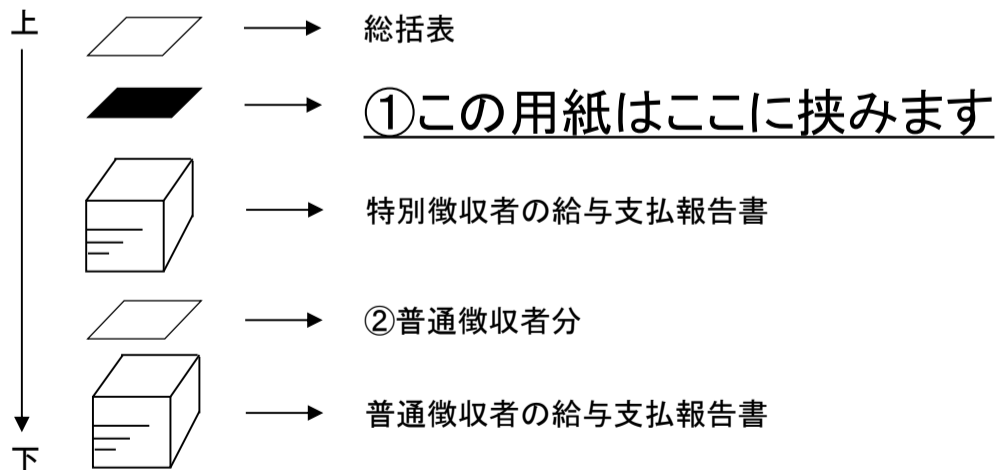 上
総括表
①この用紙はここに挟みます
特別徴収者の給与支払報告書
②普通徴収者分
普通徴収者の給与支払報告書
下